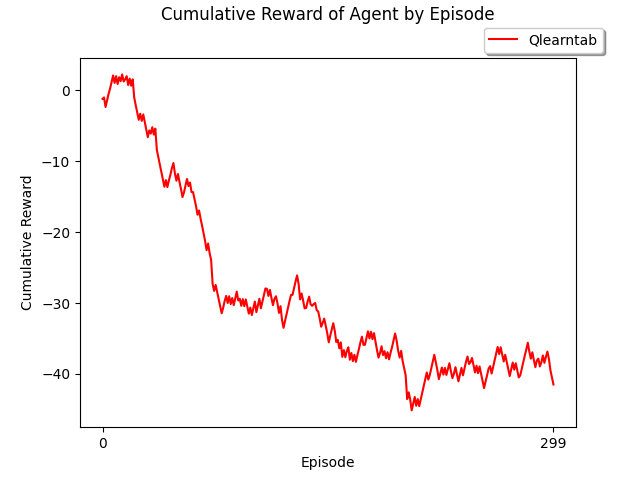 Cumulative Reward of Agent by Episode
Qlearntab
0
−10
−20
−30
−40
Cumulative Reward
0 299
Episode